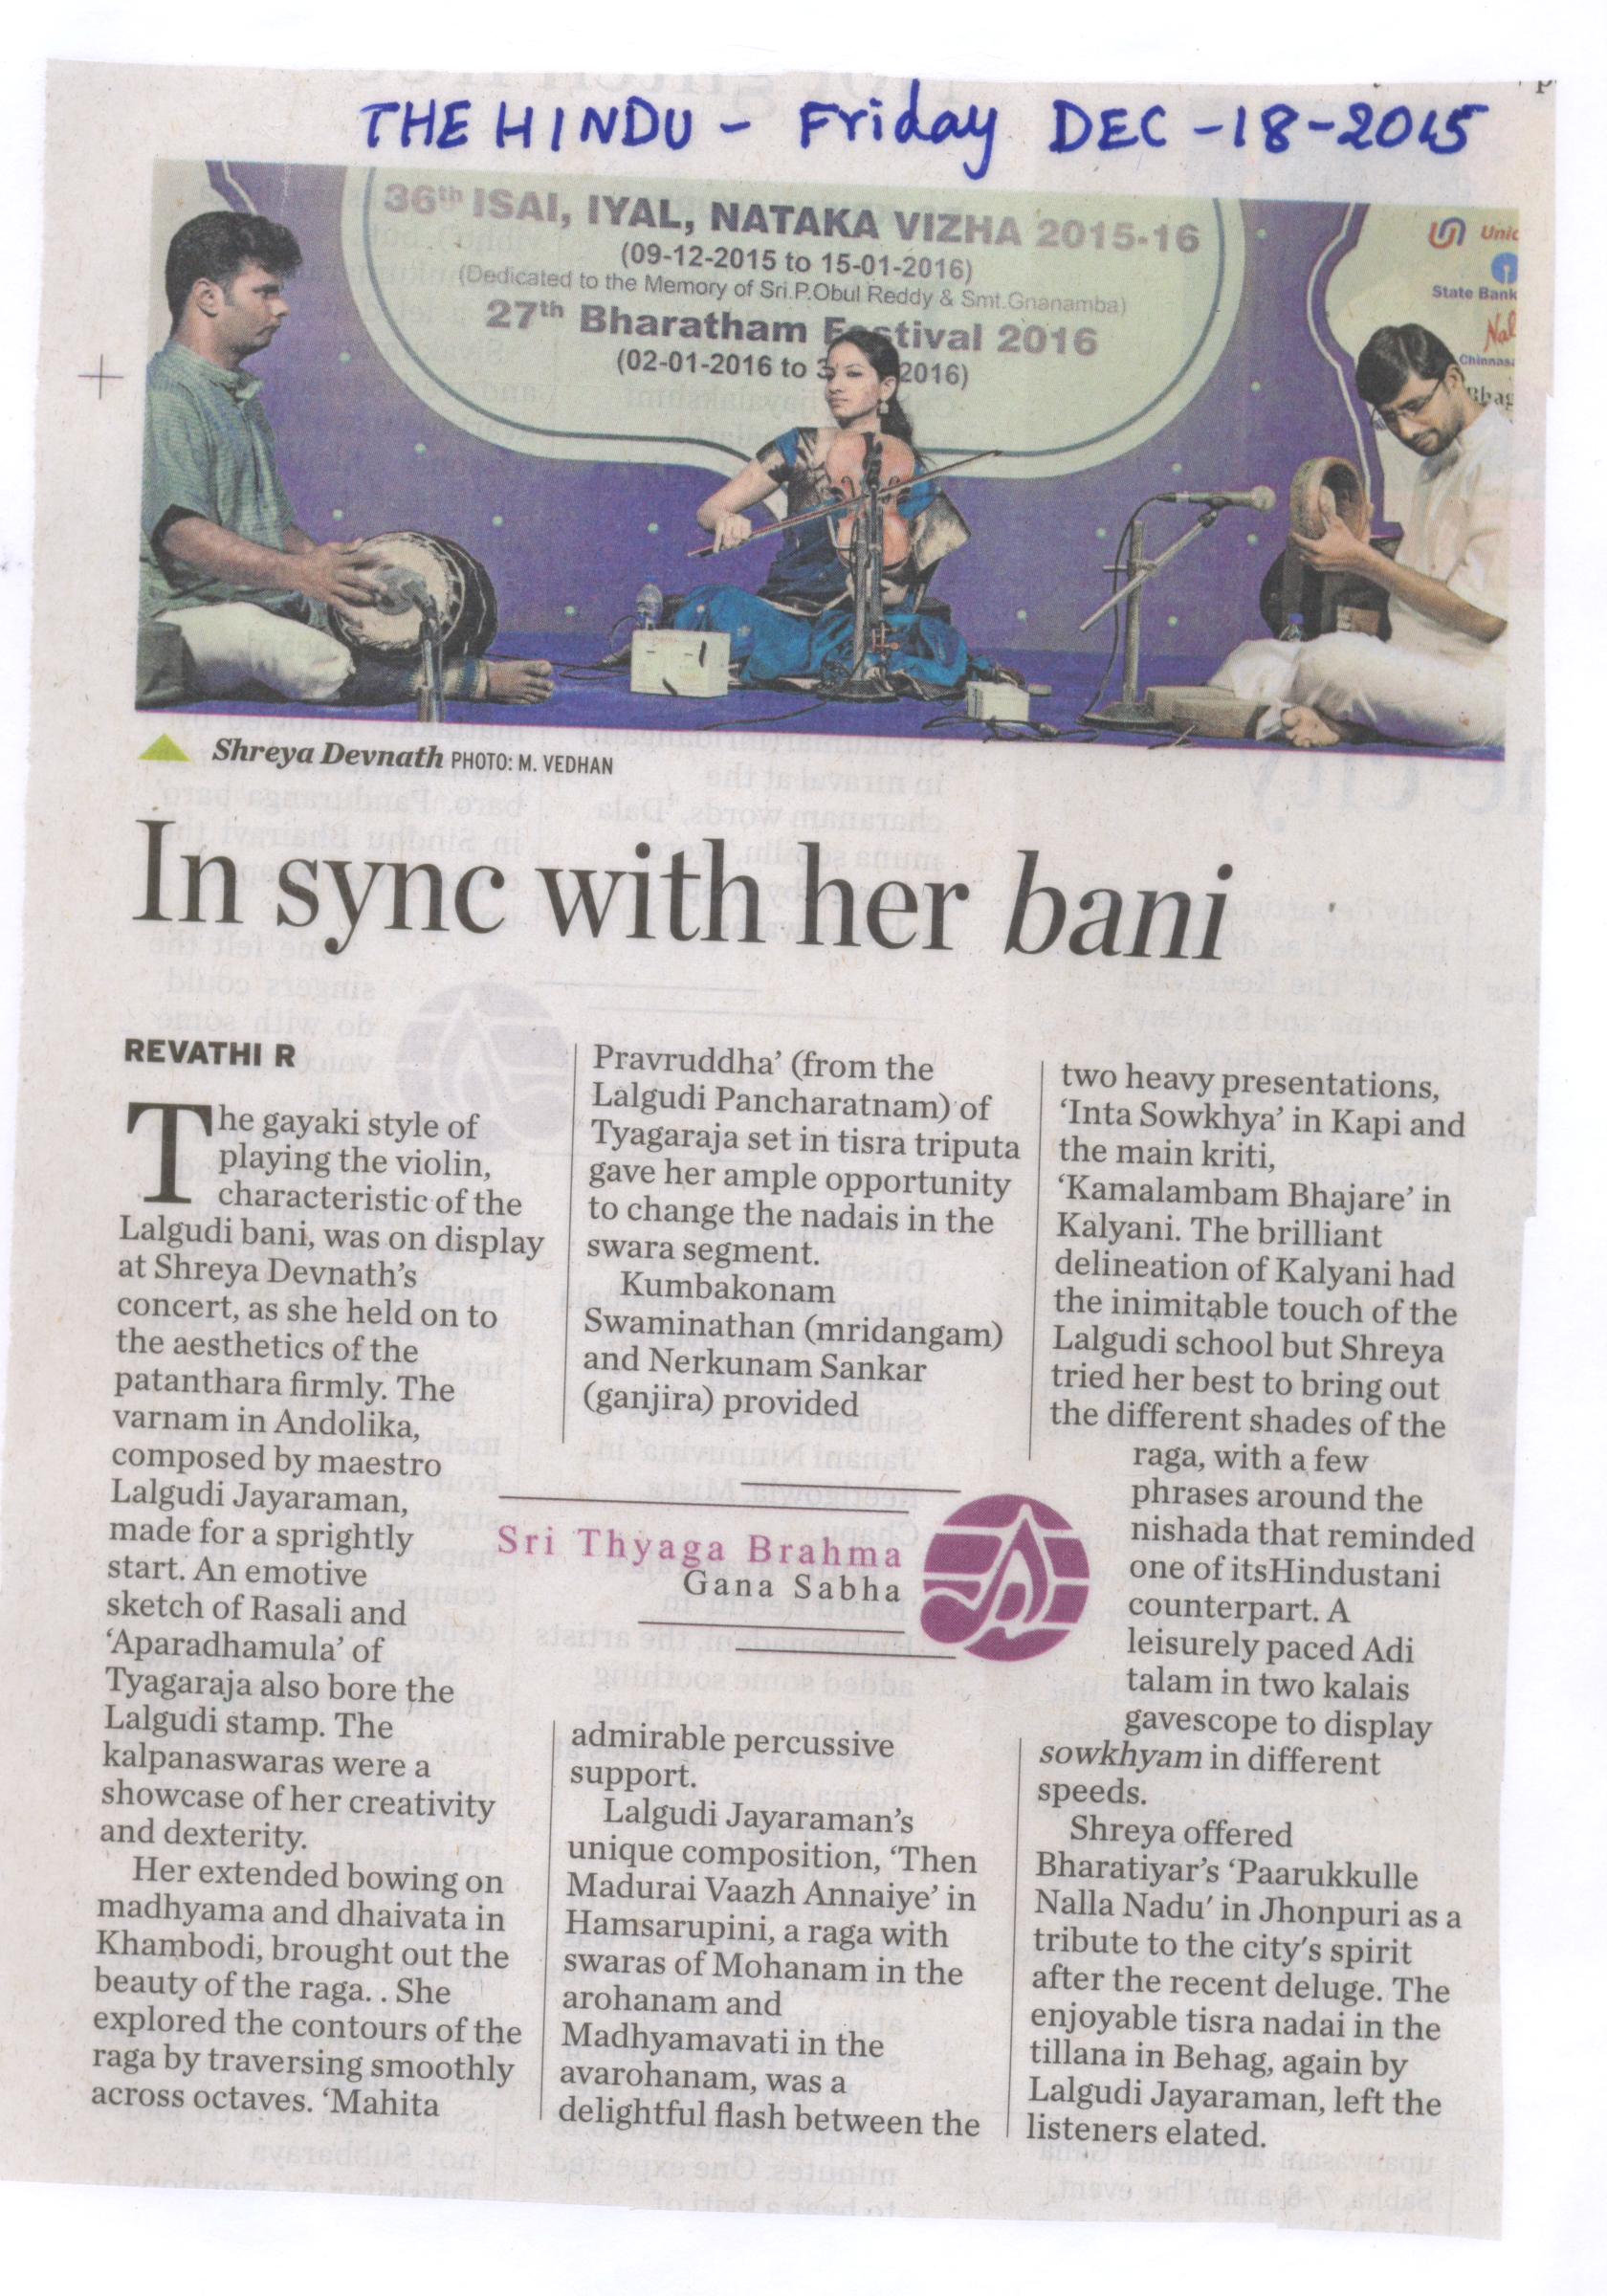 THE HINDU - Friday DEC -18-2015
36th ISAI, IYAL, NATAKA VIZHA 2015-16
(09-12-2015 to 15-01-2016)
(Dedicated to the Memory of Sri.P.Obul Reddy & Smt.Gnanamba)
27th Bharatham Festival 2016
(02-01-2016 to 3 2016)
State Bank
Shreya Devnath PHOTO: M. VEDHAN
In sync with her bani
REVATHI R
The gayaki style of
playing the violin,
characteristic of the
Lalgudi bani, was on display
at Shreya Devnath’s
concert, as she held on to
the aesthetics of the
patanthara firmly. The
varnam in Andolika,
composed by maestro
Lalgudi Jayaraman,
made for a sprightly
start. An emotive
sketch of Rasali and
‘Aparadhamula’ of
Tyagaraja also bore the
Lalgudi stamp. The
kalpanaswaras were a
showcase of her creativity
and dexterity.
Her extended bowing on
madhyama and dhaivata in
Khambodi, brought out the
beauty of the raga. . She
explored the contours of the
raga by traversing smoothly
across octaves. ‘Mahita
Pravruddha’ (from the
Lalgudi Pancharatnam) of
Tyagaraja set in tisra triputa
gave her ample opportunity
to change the nadais in the
swara segment.
Kumbakonam
Swaminathan (mridangam)
and Nerkunam Sankar
(ganjira) provided
Sri Thyaga Brahma
Gana Sabha
admirable percussive
support.
Lalgudi Jayaraman’s
unique composition, ‘Then
Madurai Vaazh Annaiye’ in
Hamsarupini, a raga with
swaras of Mohanam in the
arohanam and
Madhyamavati in the
avarohanam, was a
delightful flash between the
two heavy presentations,
‘Inta Sowkhya’ in Kapi and
the main kriti,
‘Kamalambam Bhajare’ in
Kalyani. The brilliant
delineation of Kalyani had
the inimitable touch of the
Lalgudi school but Shreya
tried her best to bring out
the different shades of the
raga, with a few
phrases around the
nishada that reminded
one of itsHindustani
counterpart. A
leisurely paced Adi
talam in two kalais
gavescope to display
sowkhyam in different
speeds.
Shreya offered
Bharatiyar’s ‘Paarukkulle
Nalla Nadu' in Jhonpuri as a
tribute to the city's spirit
after the recent deluge. The
enjoyable tisra nadai in the
tillana in Behag, again by
Lalgudi Jayaraman, left the
listeners elated.